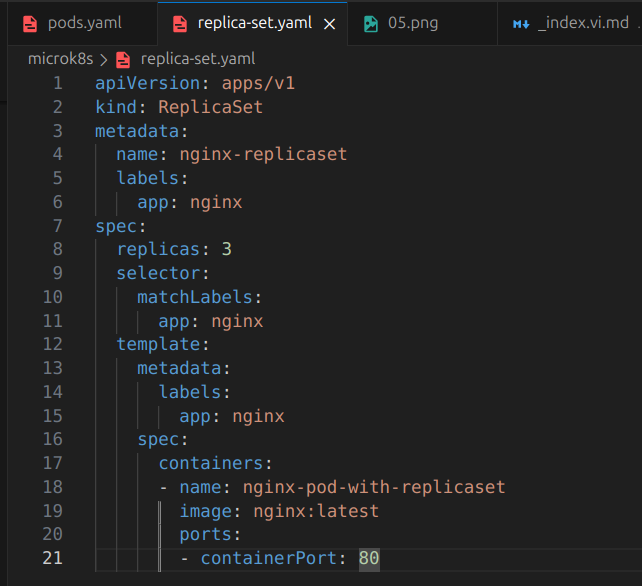 pods.yaml replica-set.yaml 05.png _index.vi.md
microk8s > replica-set.yaml
1 apiVersion: apps/v1
2 kind: ReplicaSet
3 metadata:
4   name: nginx-replicaset
5   labels:
6     app: nginx
7 spec:
8   replicas: 3
9   selector:
10     matchLabels:
11       app: nginx
12   template:
13     metadata:
14       labels:
15         app: nginx
16     spec:
17       containers:
18       - name: nginx-pod-with-replicaset
19         image: nginx:latest
20         ports:
21         - containerPort: 80